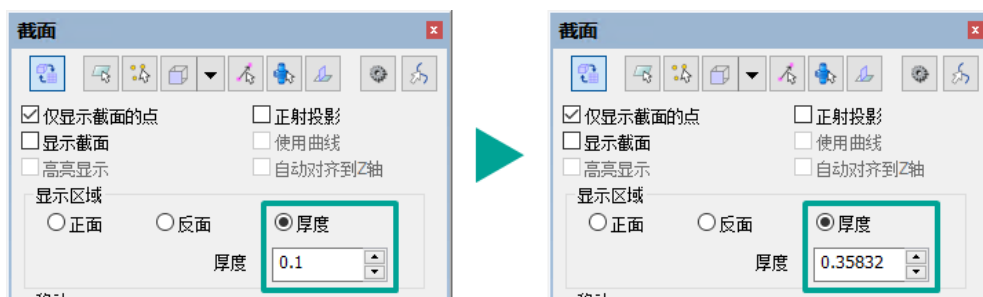 截面
仅显示截面的点 正射投影
显示截面 使用曲线
高亮显示 自动对齐到Z轴
显示区域
正面 反面 厚度
厚度 0.1
截面
仅显示截面的点 正射投影
显示截面 使用曲线
高亮显示 自动对齐到Z轴
显示区域
正面 反面 厚度
厚度 0.35832